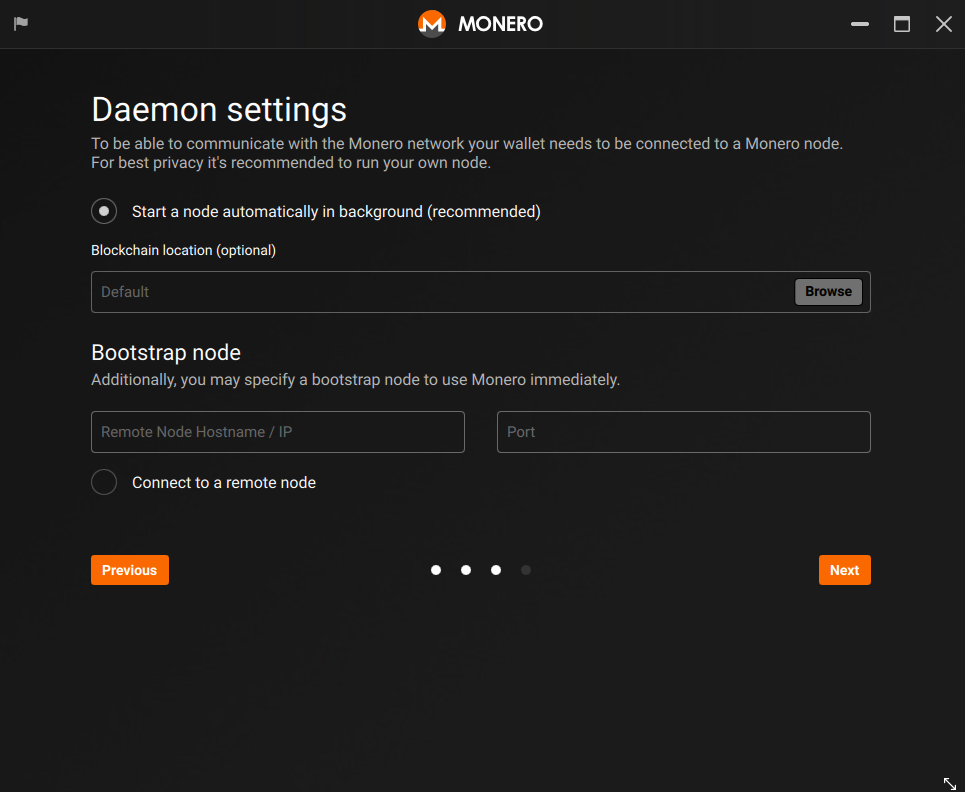 MONERO
Daemon settings
To be able to communicate with the Monero network your wallet needs to be connected to a Monero node.
For best privacy it's recommended to run your own node.
Start a node automatically in background (recommended)
Blockchain location (optional)
Default
Browse
Bootstrap node
Additionally, you may specify a bootstrap node to use Monero immediately.
Remote Node Hostname / IP
Port
Connect to a remote node
Previous
Next